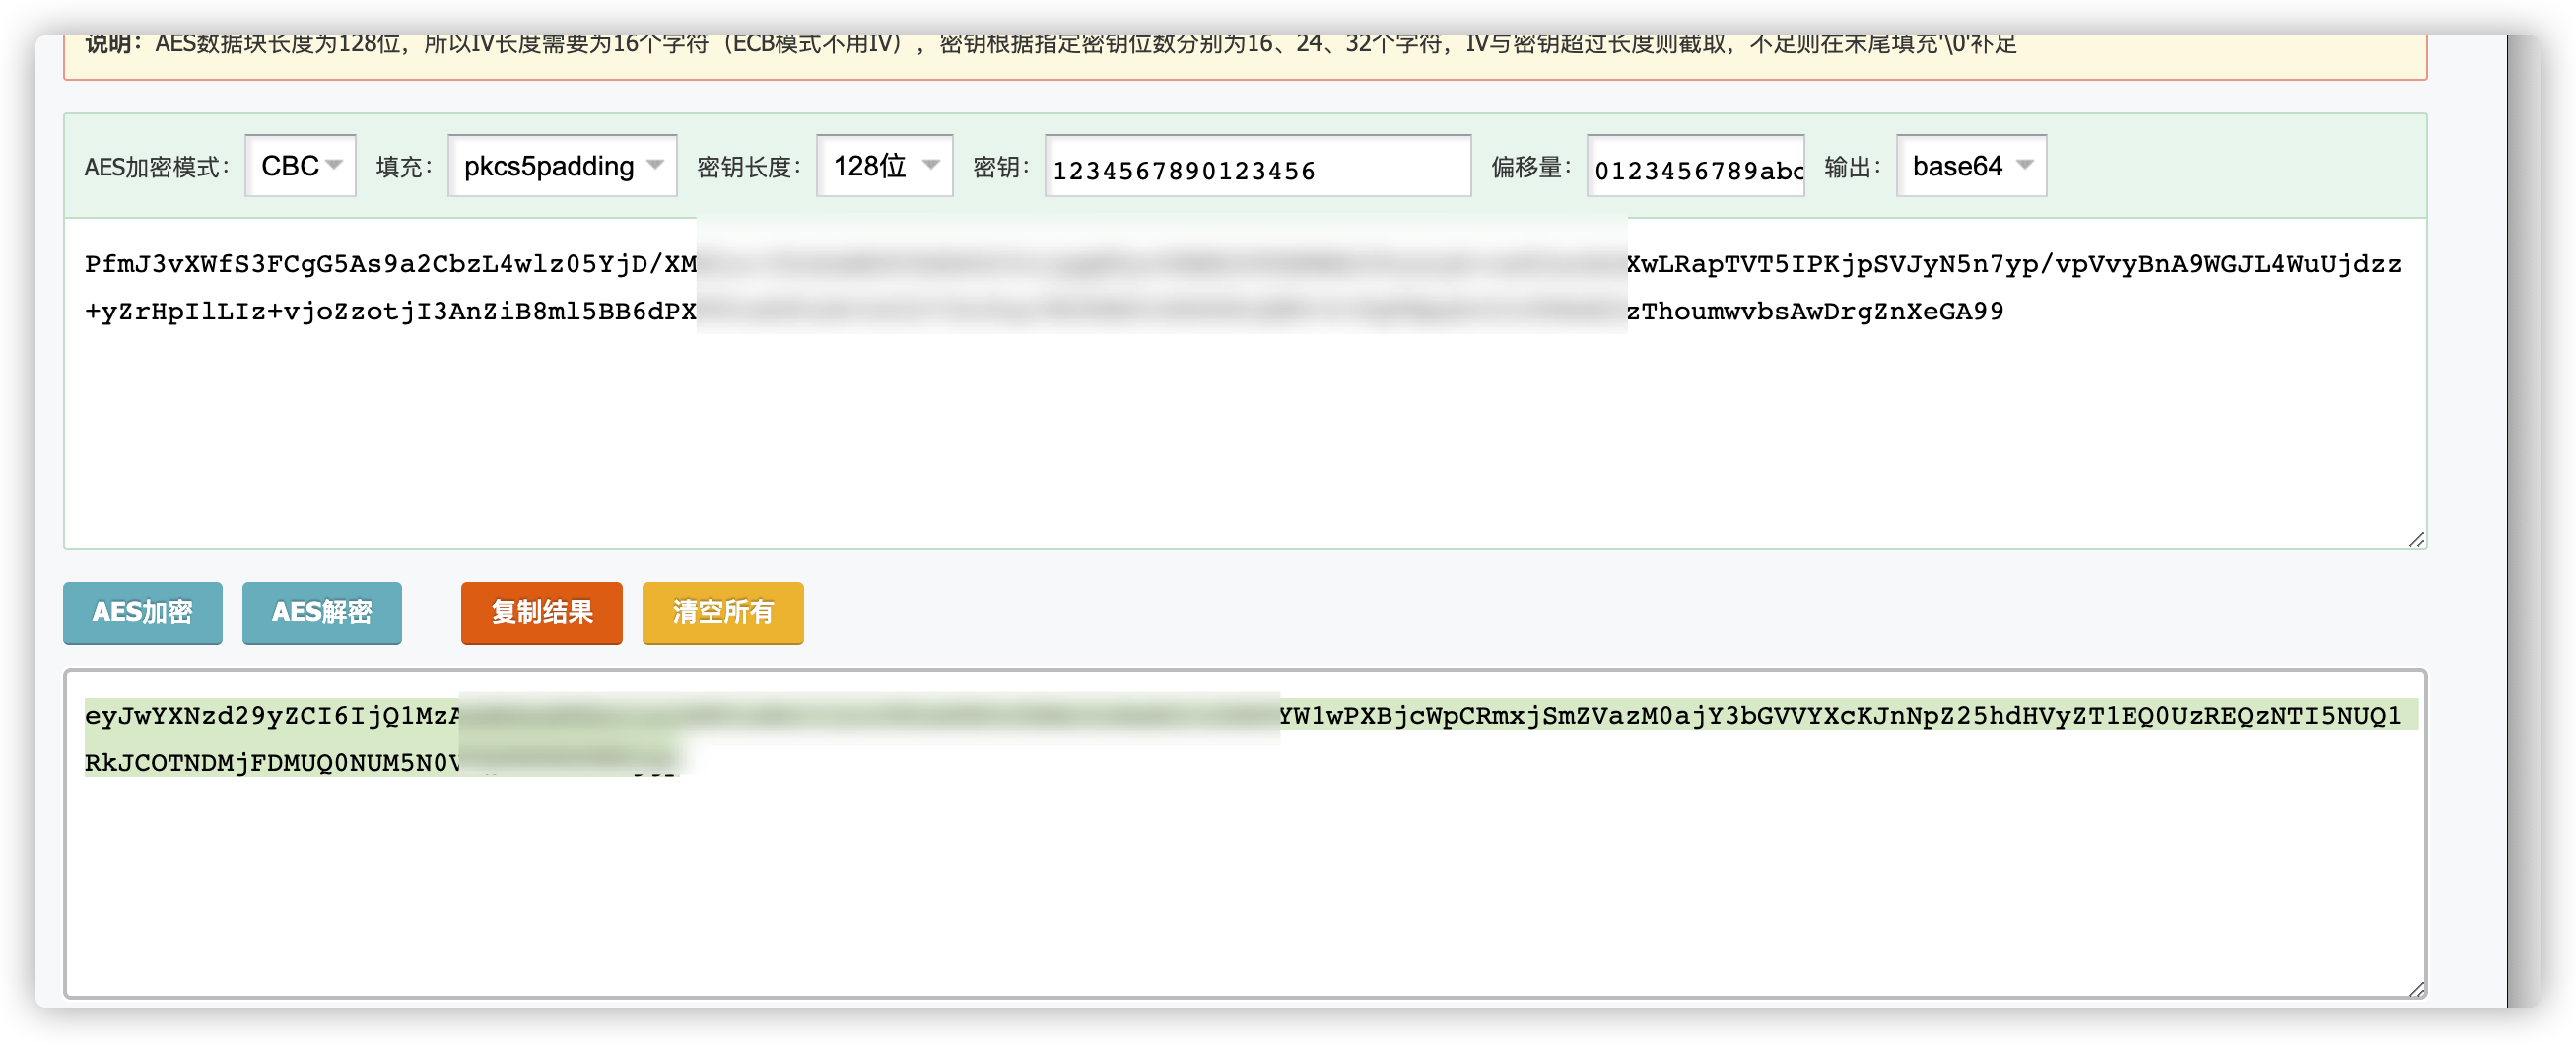 说明：AES数据块长度为128位，所以IV长度需要为16个字符（ECB模式不用IV），密钥根据指定密钥位数分别为16、24、32个字符，IV与密钥超过长度则截取，不足则在末尾填充'\0'补足
AES加密模式： CBC 填充： pkcs5padding 密钥长度： 128位 密钥： 1234567890123456 偏移量： 0123456789abc 输出： base64
PfmJ3vXWfS3FCgG5As9a2CbzL4wlz05YjD/XM XwLRapTVT5IPKjpSVJyN5n7yp/vpVvyBnA9WGJL4WuUjdzz
+yZrHpIlLIz+vjoZzotjI3AnZiB8ml5BB6dPX zThoumwvbsAwDrgZnXeGA99
AES加密 AES解密 复制结果 清空所有
eyJwYXNzd29yZCI6IjQ1MzA YW1wPXBjcWpCRmxjSmZVazM0ajY3bGVVYXcKJnNpZ25hdHVyZT1EQ0UzREQzNTI5NUQ1
RkJCOTNDMjFDMUQ0NUM5N0V